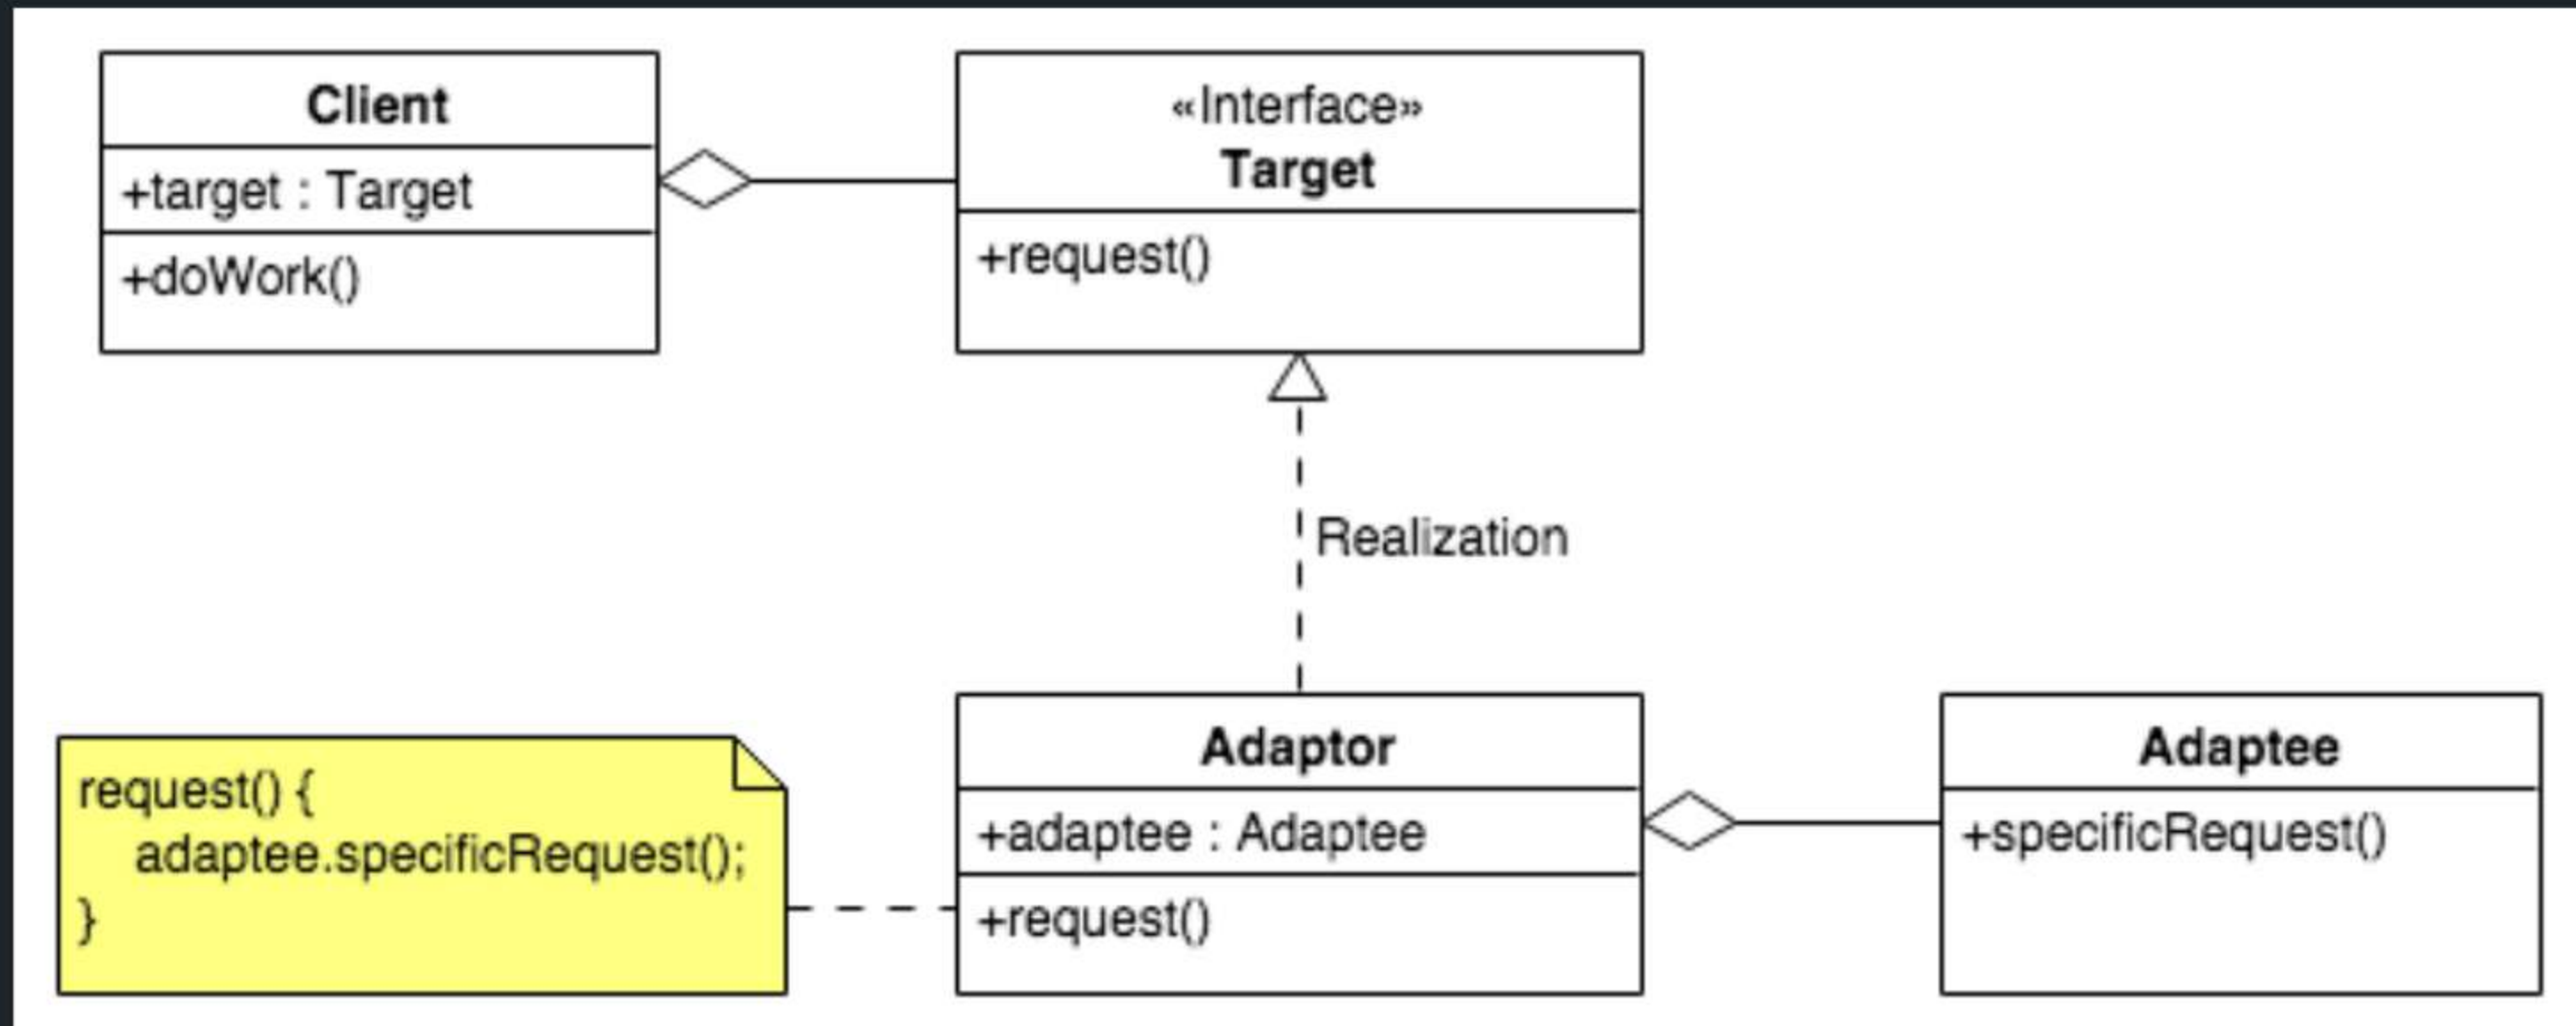 Client
+target : Target
+doWork()
«Interface»
Target
+request()
Realization
request() {
adaptee.specificRequest();
}
Adaptor
+adaptee : Adaptee
+request()
Adaptee
+specificRequest()